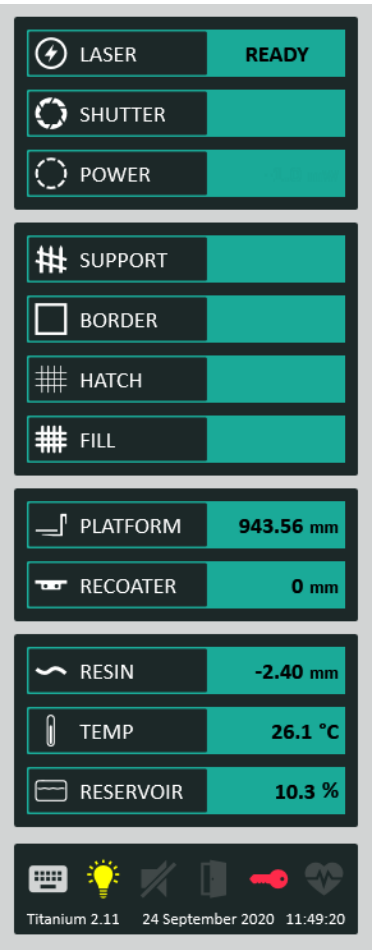 LASER READY
SHUTTER
POWER
SUPPORT
BORDER
HATCH
FILL
PLATFORM 943.56 mm
RECOATER 0 mm
RESIN -2.40 mm
TEMP 26.1 °C
RESERVOIR 10.3 %
Titanium 2.11 24 September 2020 11:49:20